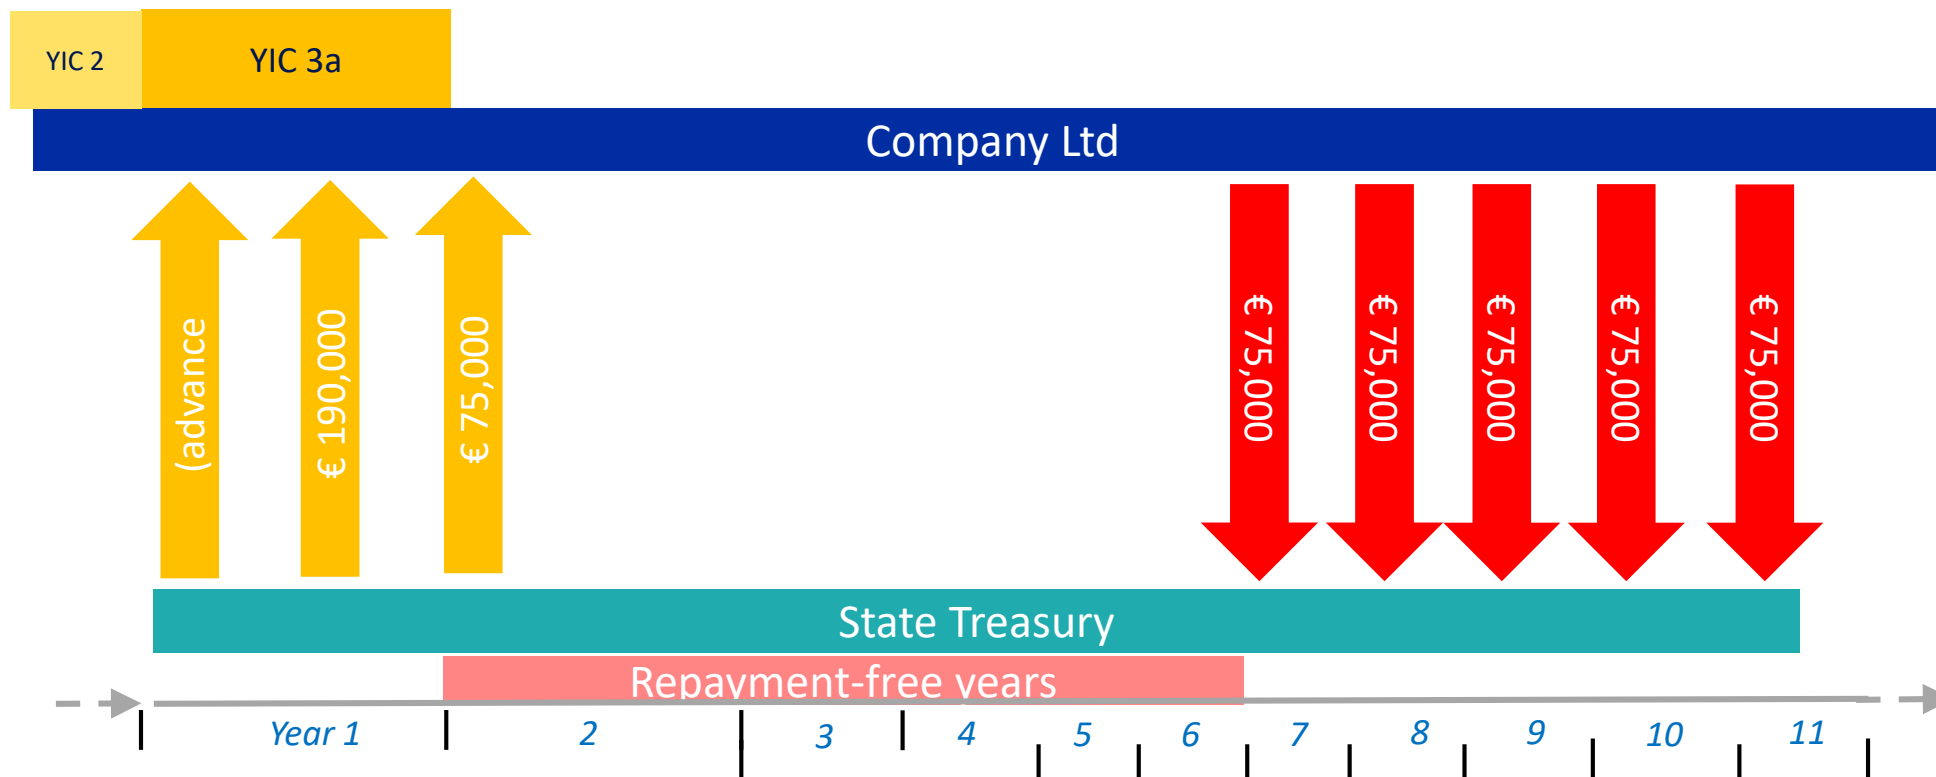 YIC 2
YIC 3a
Company Ltd
(advance
€ 190,000
€ 75,000
€ 75,000
€ 75,000
€ 75,000
€ 75,000
€ 75,000
State Treasury
Repayment-free years
Year 1
2
3
4
5
6
7
8
9
10
11